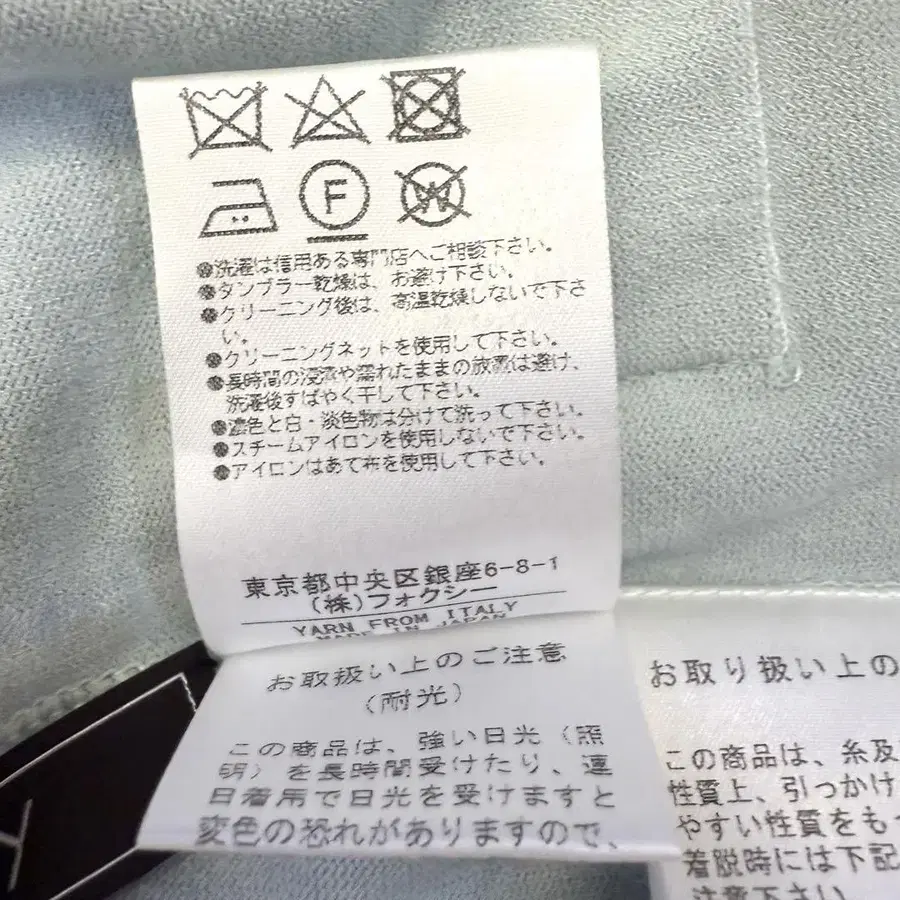 F
W
●洗濯は信用ある専門店へご相談下さい。
●タンブラー乾燥は、お避け下さい。
●クリーニング後は、高温乾燥しないで下さ
い。
●クリーニングネットを使用して下さい。
●長時間の浸漬や濡れたままの放置は避け、
洗濯後すばやく干して下さい。
●濃色と白・淡色物は分けて洗って下さい。
●スチームアイロンを使用しないで下さい。
●アイロンはあて布を使用して下さい。
東京都中央区銀座6-8-1
(株)フォクシー
YARN FROM ITALY
MADE IN JAPAN
お取扱い上のご注意
(耐光)
この商品は、強い日光(照
明)を長時間受けたり、連
日着用で日光を受けますと
変色の恐れがありますので、
お取り扱い上の
この商品は、糸及
性質上、引っかけ
やすい性質をも
着脱時には下記
注意下さい。